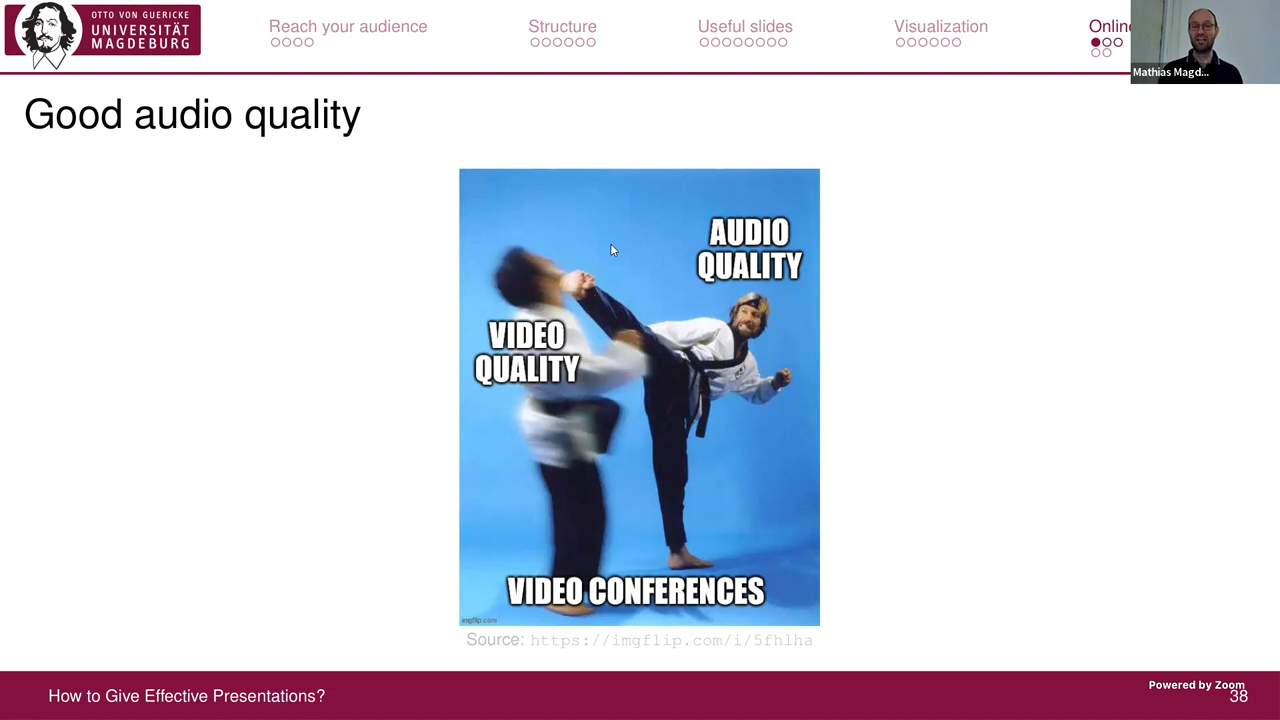 OTTO VON GUERICKE
UNIVERSITÄT
MAGDEBURG
Reach your audience
Structure
Useful slides
Visualization
Onlin
Mathias Magd...
Good audio quality
AUDIO
QUALITY
VIDEO
QUALITY
VIDEO CONFERENCES
imgflip.com
Source: https://imgflip.com/i/5fhlha
How to Give Effective Presentations?
Powered by Zoom
38